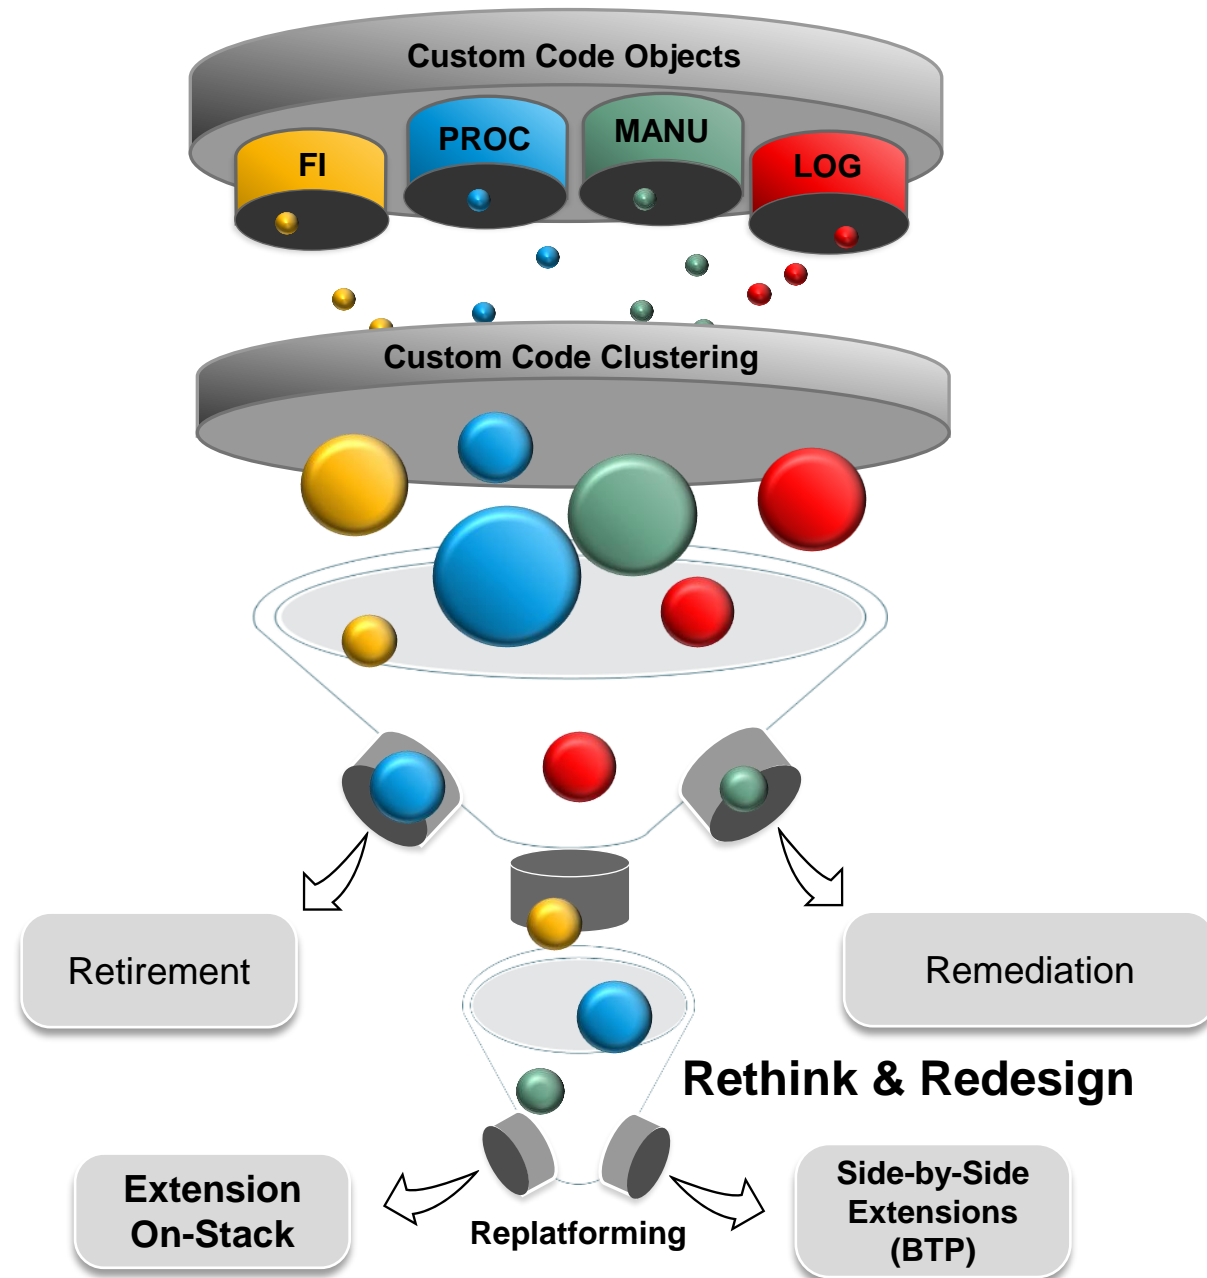 Custom Code Objects
FI
PROC
MANU
LOG
Custom Code Clustering
Retirement
Remediation
Rethink & Redesign
Extension
On-Stack
Replatforming
Side-by-Side
Extensions
(BTP)